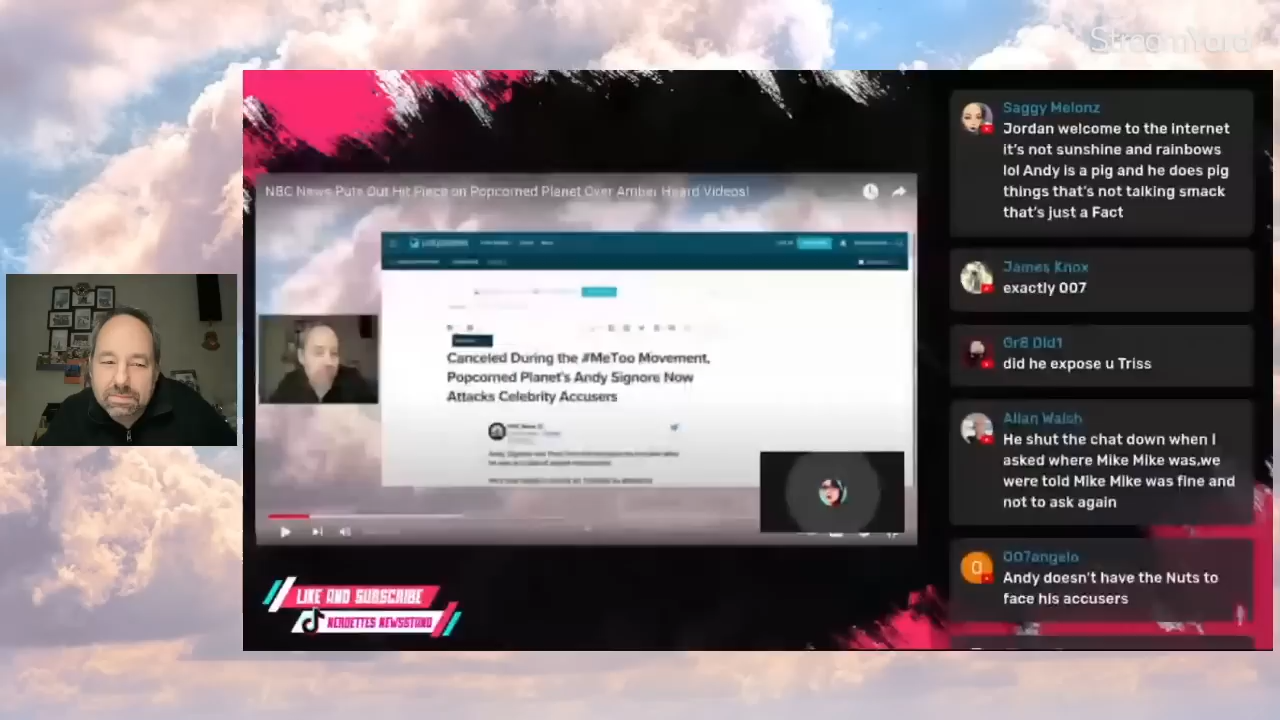 StreamYard
NBC News Puts Out Hit Piece on Popcorned Planet Over Amber Heard Videos!
Canceled During the #MeToo Movement,
Popcorned Planet's Andy Signore Now
Attacks Celebrity Accusers
LIKE AND SUBSCRIBE
NERDETTES NEWSSTAND
Saggy Melonz
Jordan welcome to the internet
it's not sunshine and rainbows
lol Andy is a pig and he does pig
things that's not talking smack
that's just a Fact
James Knox
exactly 007
Gr8 Did1
did he expose u Triss
Allan Walsh
He shut the chat down when I
asked where Mike Mike was,we
were told Mike Mike was fine and
not to ask again
007angelo
Andy doesn't have the Nuts to
face his accusers